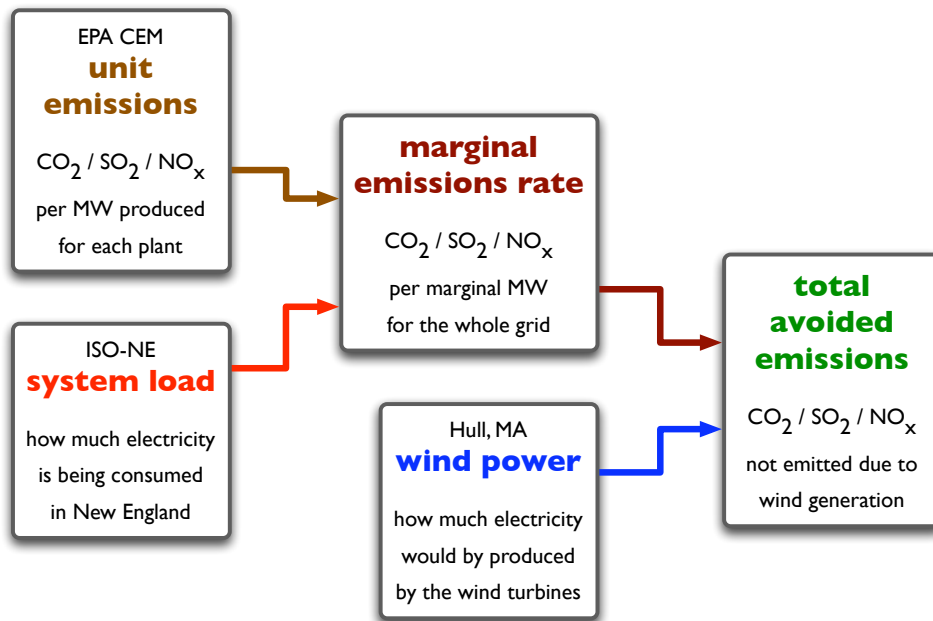 EPA CEM
unit
emissions
CO2 / SO2 / NOx
per MW produced
for each plant
ISO-NE
system load
how much electricity
is being consumed
in New England
marginal
emissions rate
CO2 / SO2 / NOx
per marginal MW
for the whole grid
Hull, MA
wind power
how much electricity
would by produced
by the wind turbines
total
avoided
emissions
CO2 / SO2 / NOx
not emitted due to
wind generation